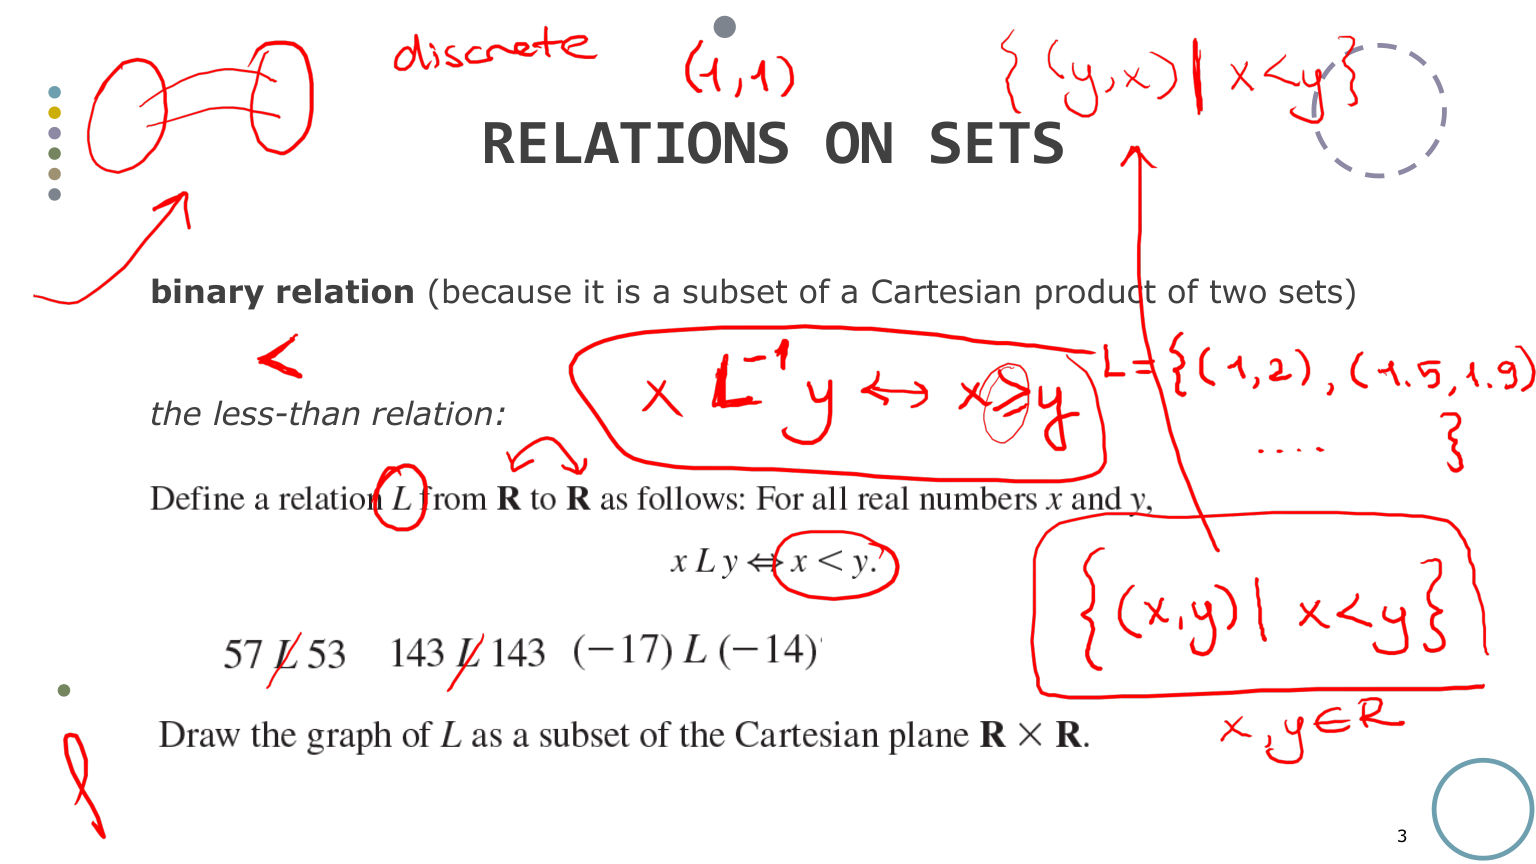 discrete
(1,1)
{(y,x) | x<y}
RELATIONS ON SETS
binary relation (because it is a subset of a Cartesian product of two sets)
<
x L⁻¹ y ↔ x ≥ y
L = {(1,2), (1.5,1.9)
.... }
the less-than relation:
Define a relation L from R to R as follows: For all real numbers x and y,
x L y ⇔ x < y.
{(x,y) | x<y}
57 L̸ 53 143 L̸ 143 (−17) L (−14)
x,y ∈ R
Draw the graph of L as a subset of the Cartesian plane R × R.
3